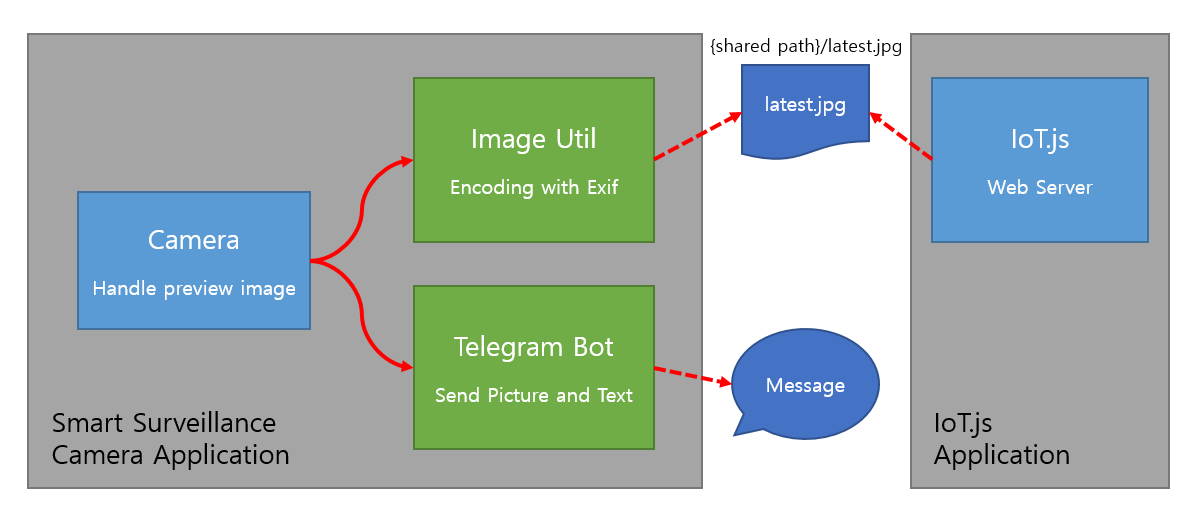 {shared path}/latest.jpg
latest.jpg
Image Util
Encoding with Exif
IoT.js
Web Server
Camera
Handle preview image
Telegram Bot
Send Picture and Text
Message
Smart Surveillance
Camera Application
IoT.js
Application